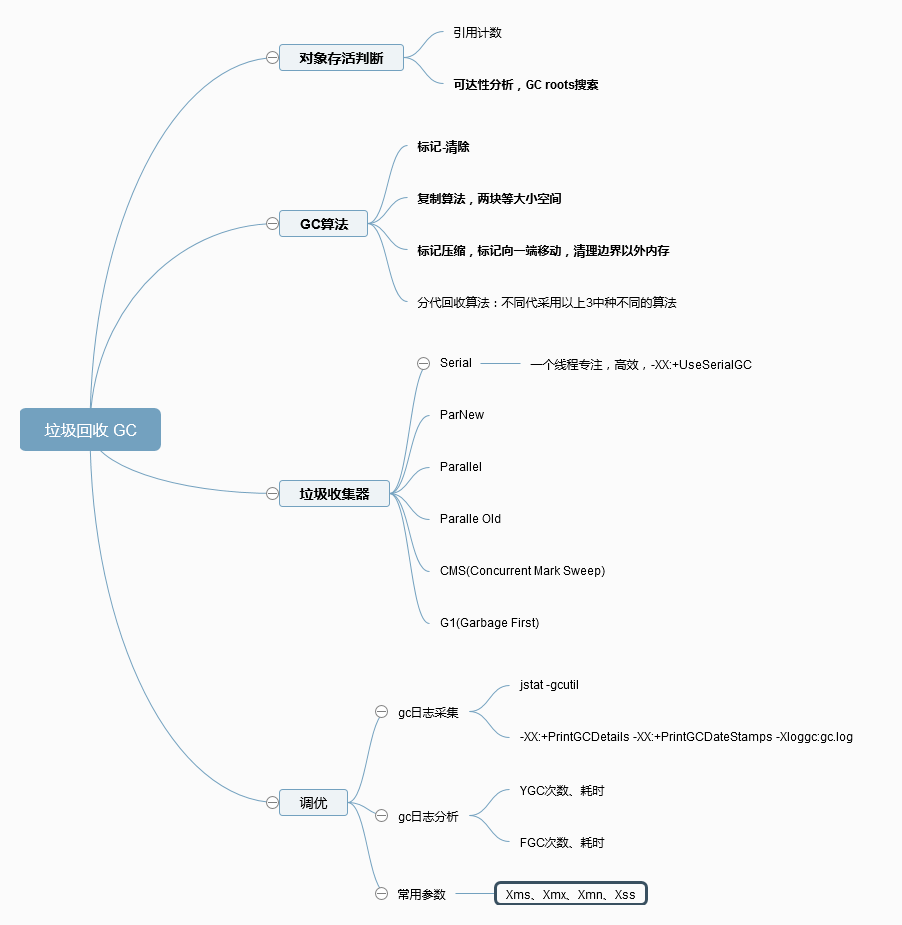 垃圾回收 GC
对象存活判断
引用计数
可达性分析，GC roots搜索
GC算法
标记-清除
复制算法，两块等大小空间
标记压缩，标记向一端移动，清理边界以外内存
分代回收算法：不同代采用以上3中种不同的算法
垃圾收集器
Serial
一个线程专注，高效，-XX:+UseSerialGC
ParNew
Parallel
Paralle Old
CMS(Concurrent Mark Sweep)
G1(Garbage First)
调优
gc日志采集
jstat -gcutil
-XX:+PrintGCDetails -XX:+PrintGCDateStamps -Xloggc:gc.log
gc日志分析
YGC次数、耗时
FGC次数、耗时
常用参数
Xms、Xmx、Xmn、Xss